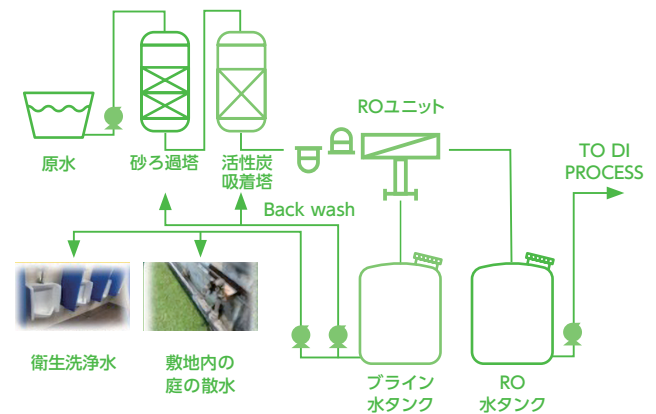 ROユニット
TO DI
PROCESS
原水
砂ろ過塔
活性炭
吸着塔
Back wash
衛生洗浄水
敷地内の
庭の散水
ブライン
水タンク
RO
水タンク